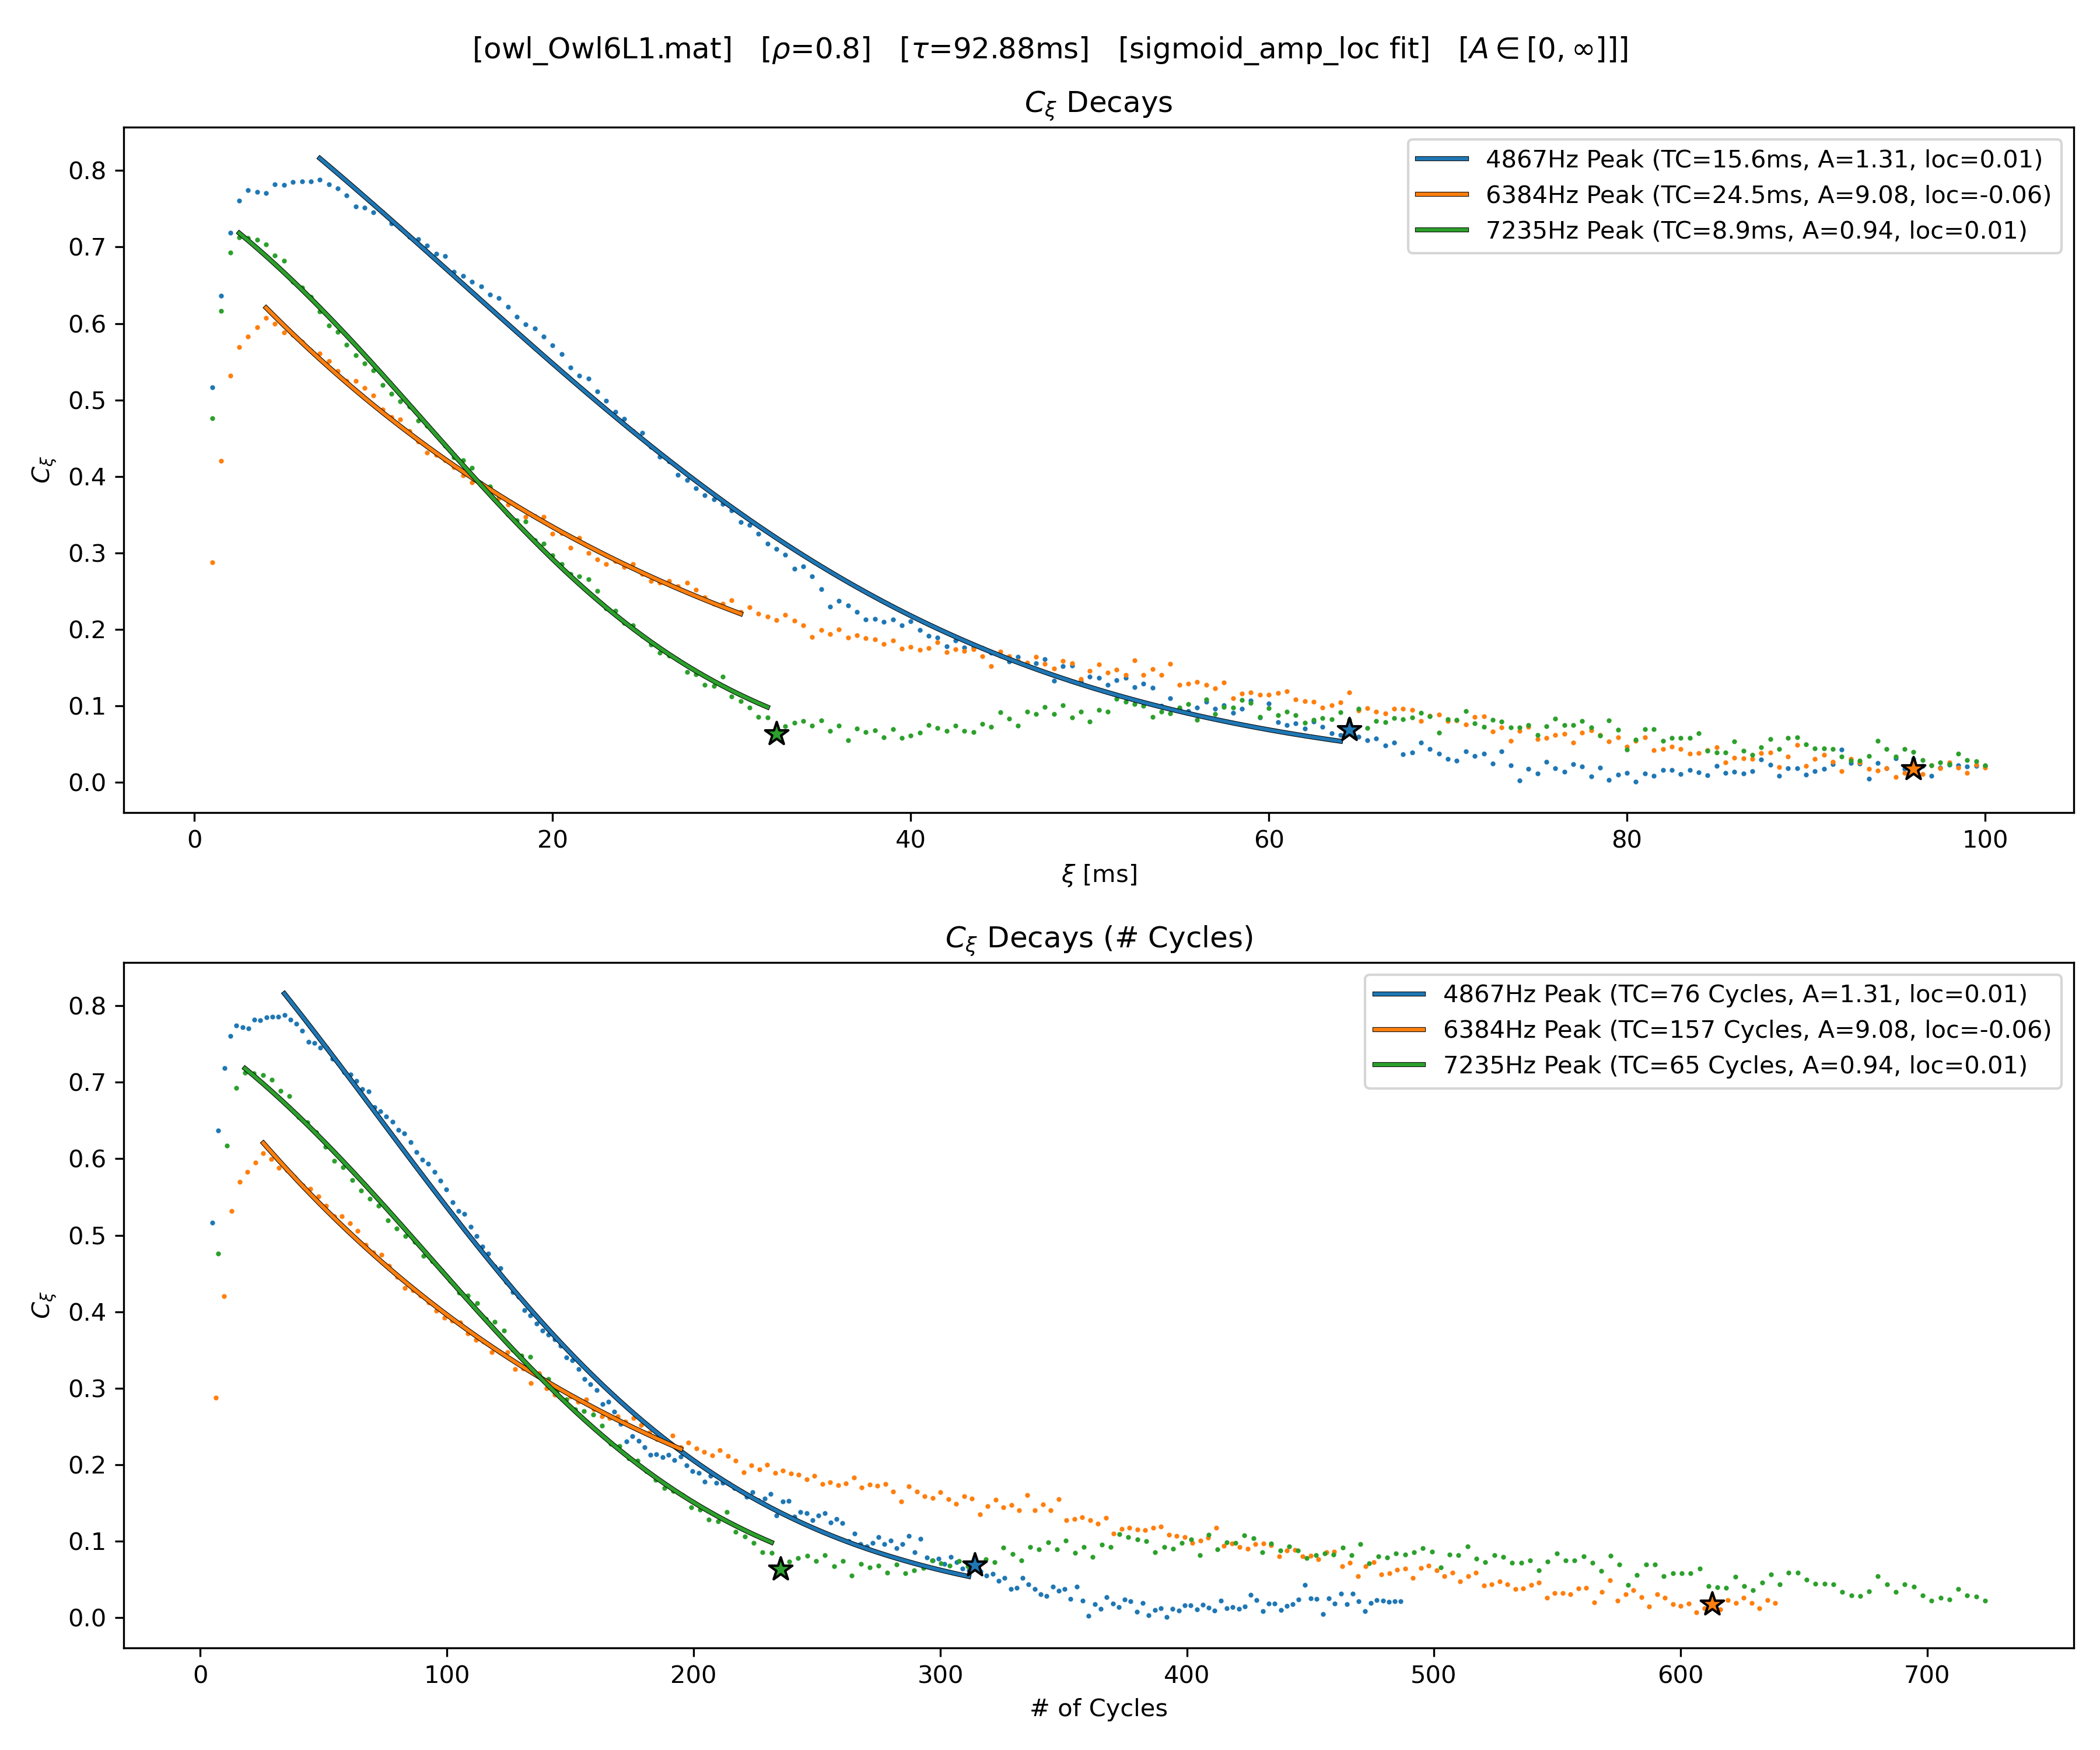 [owl_Owl6L1.mat]   [ρ=0.8]   [τ=92.88ms]   [sigmoid_amp_loc fit]   [A ∈ [0, ∞]]]
Cξ Decays
4867Hz Peak (TC=15.6ms, A=1.31, loc=0.01)
6384Hz Peak (TC=24.5ms, A=9.08, loc=-0.06)
7235Hz Peak (TC=8.9ms, A=0.94, loc=0.01)
0.8
0.7
0.6
0.5
0.4
0.3
0.2
0.1
0.0
Cξ
0 20 40 60 80 100
ξ [ms]
Cξ Decays (# Cycles)
4867Hz Peak (TC=76 Cycles, A=1.31, loc=0.01)
6384Hz Peak (TC=157 Cycles, A=9.08, loc=-0.06)
7235Hz Peak (TC=65 Cycles, A=0.94, loc=0.01)
0.8
0.7
0.6
0.5
0.4
0.3
0.2
0.1
0.0
Cξ
0 100 200 300 400 500 600 700
# of Cycles